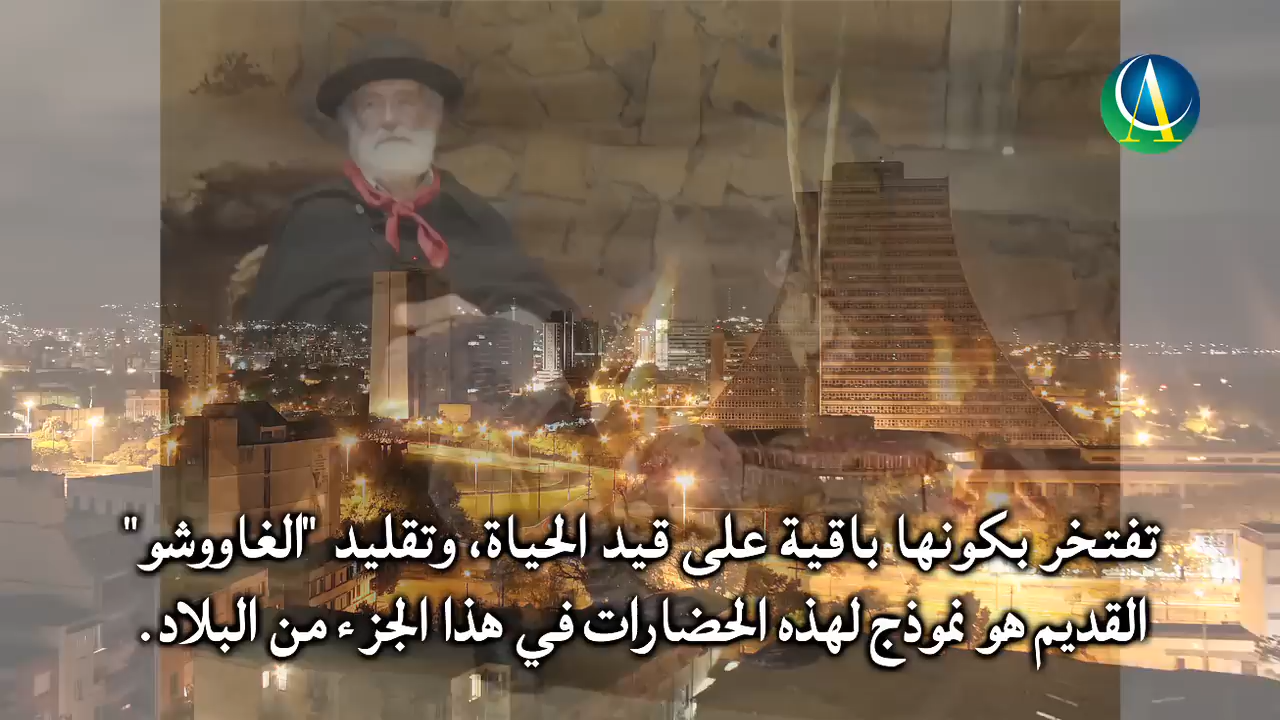 تفتخر بكونها باقية على قيد الحياة، وتقليد "الغاووشو"
القديم هو نموذج لهذه الحضارات في هذا الجزء من البلاد.